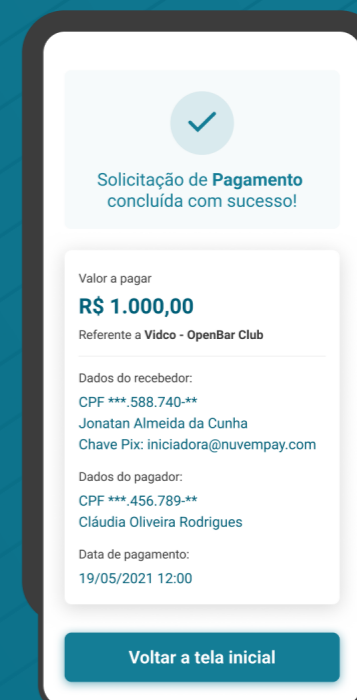 Solicitação de Pagamento
concluída com sucesso!
Valor a pagar
R$ 1.000,00
Referente a Vidco - OpenBar Club
Dados do recebedor:
CPF ***.588.740-**
Jonatan Almeida da Cunha
Chave Pix: iniciadora@nuvempay.com
Dados do pagador:
CPF ***.456.789-**
Cláudia Oliveira Rodrigues
Data de pagamento:
19/05/2021 12:00
Voltar a tela inicial